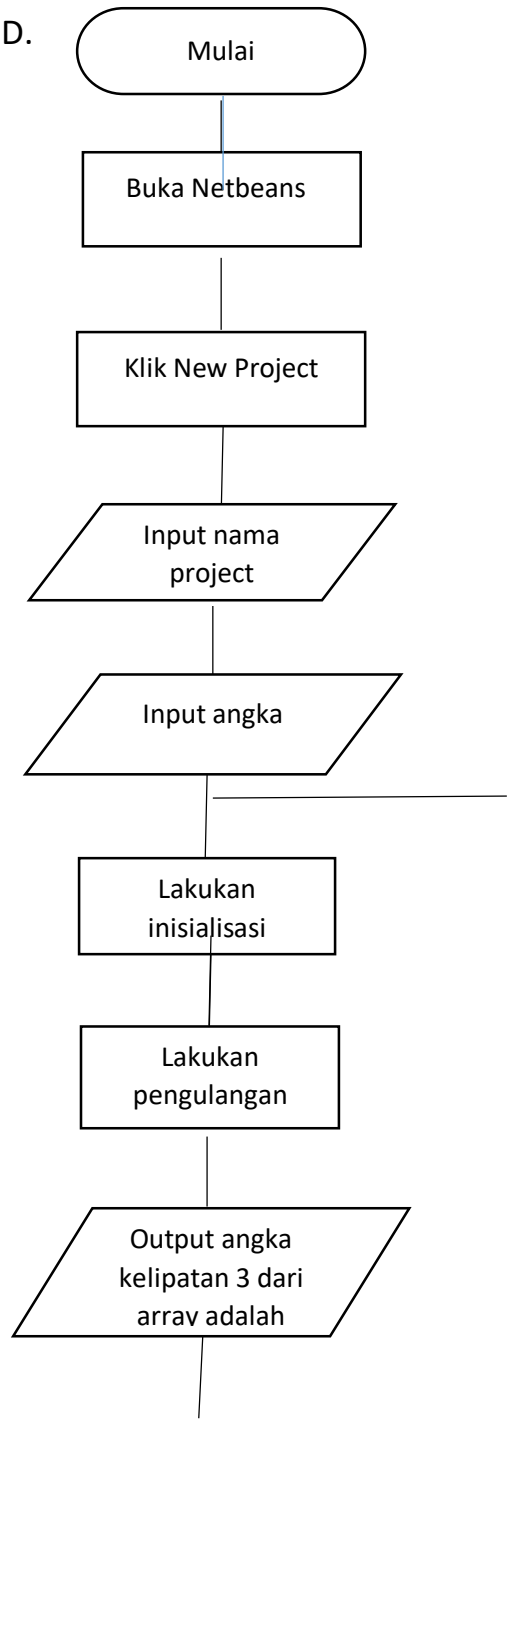 D.
Mulai
Buka Netbeans
Klik New Project
Input nama
project
Input angka
Lakukan
inisialisasi
Lakukan
pengulangan
Output angka
kelipatan 3 dari
array adalah